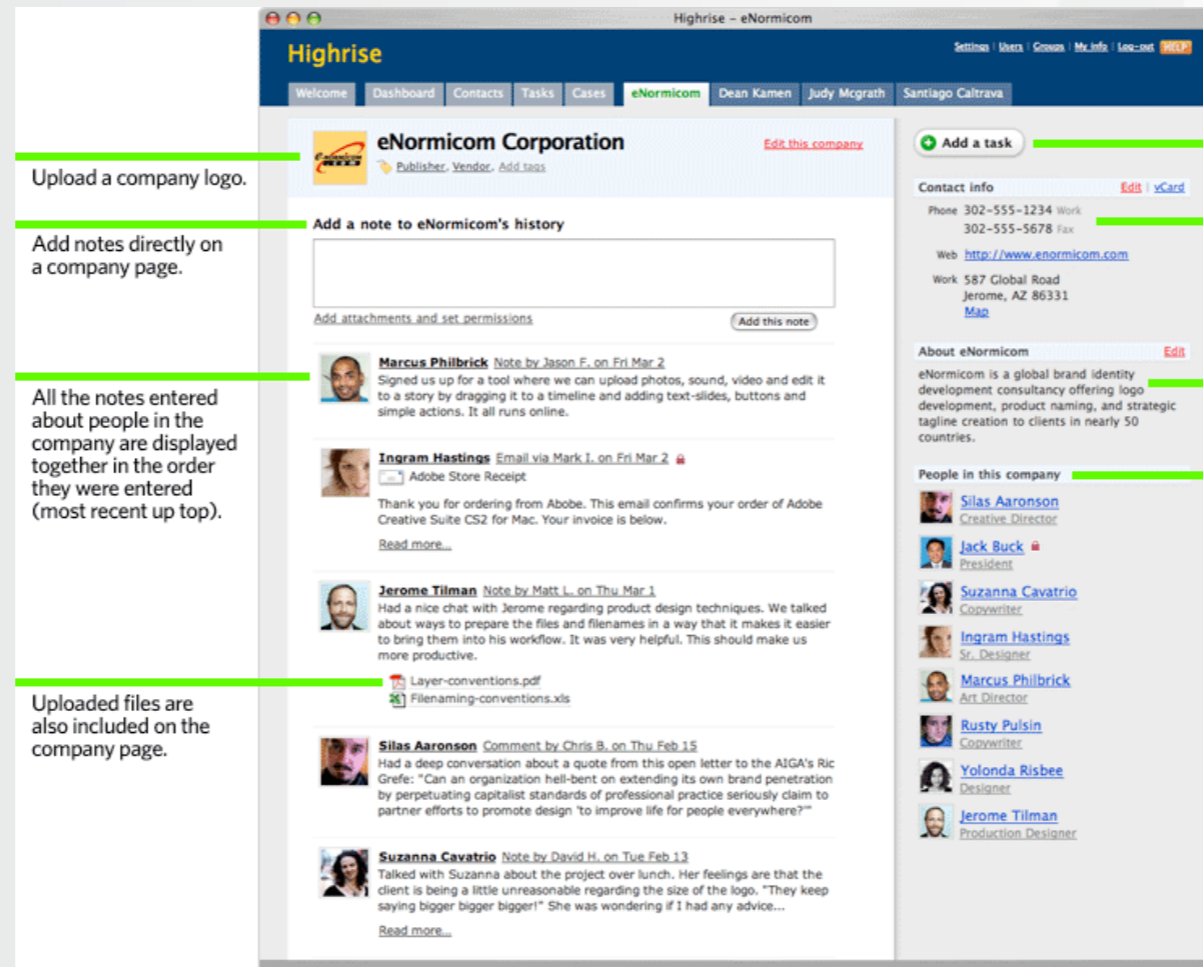 Highrise – eNormicom
Highrise
Settings | Users | Groups | My info | Log-out HELP
Welcome Dashboard Contacts Tasks Cases eNormicom Dean Kamen Judy Mcgrath Santiago Caltrava
eNormicom Corporation
Edit this company
Publisher, Vendor, Add tags
Upload a company logo.
Add a note to eNormicom's history
Add notes directly on
a company page.
Add attachments and set permissions
Add this note
Marcus Philbrick Note by Jason F. on Fri Mar 2
Signed us up for a tool where we can upload photos, sound, video and edit it
to a story by dragging it to a timeline and adding text-slides, buttons and
simple actions. It all runs online.
All the notes entered
about people in the
company are displayed
together in the order
they were entered
(most recent up top).
Ingram Hastings Email via Mark I. on Fri Mar 2
Adobe Store Receipt
Thank you for ordering from Abobe. This email confirms your order of Adobe
Creative Suite CS2 for Mac. Your invoice is below.
Read more...
Jerome Tilman Note by Matt L. on Thu Mar 1
Had a nice chat with Jerome regarding product design techniques. We talked
about ways to prepare the files and filenames in a way that it makes it easier
to bring them into his workflow. It was very helpful. This should make us
more productive.
Layer-conventions.pdf
Filenaming-conventions.xls
Uploaded files are
also included on the
company page.
Silas Aaronson Comment by Chris B. on Thu Feb 15
Had a deep conversation about a quote from this open letter to the AIGA's Ric
Grefe: "Can an organization hell-bent on extending its own brand penetration
by perpetuating capitalist standards of professional practice seriously claim to
partner efforts to promote design 'to improve life for people everywhere?'"
Suzanna Cavatrio Note by David H. on Tue Feb 13
Talked with Suzanna about the project over lunch. Her feelings are that the
client is being a little unreasonable regarding the size of the logo. "They keep
saying bigger bigger bigger!" She was wondering if I had any advice...
Read more...
Add a task
Contact info
Edit | vCard
Phone 302-555-1234 Work
302-555-5678 Fax
Web http://www.enormicom.com
Work 587 Global Road
Jerome, AZ 86331
Map
About eNormicom
Edit
eNormicom is a global brand identity
development consultancy offering logo
development, product naming, and strategic
tagline creation to clients in nearly 50
countries.
People in this company
Silas Aaronson
Creative Director
Jack Buck
President
Suzanna Cavatrio
Copywriter
Ingram Hastings
Sr. Designer
Marcus Philbrick
Art Director
Rusty Pulsin
Copywriter
Yolonda Risbee
Designer
Jerome Tilman
Production Designer